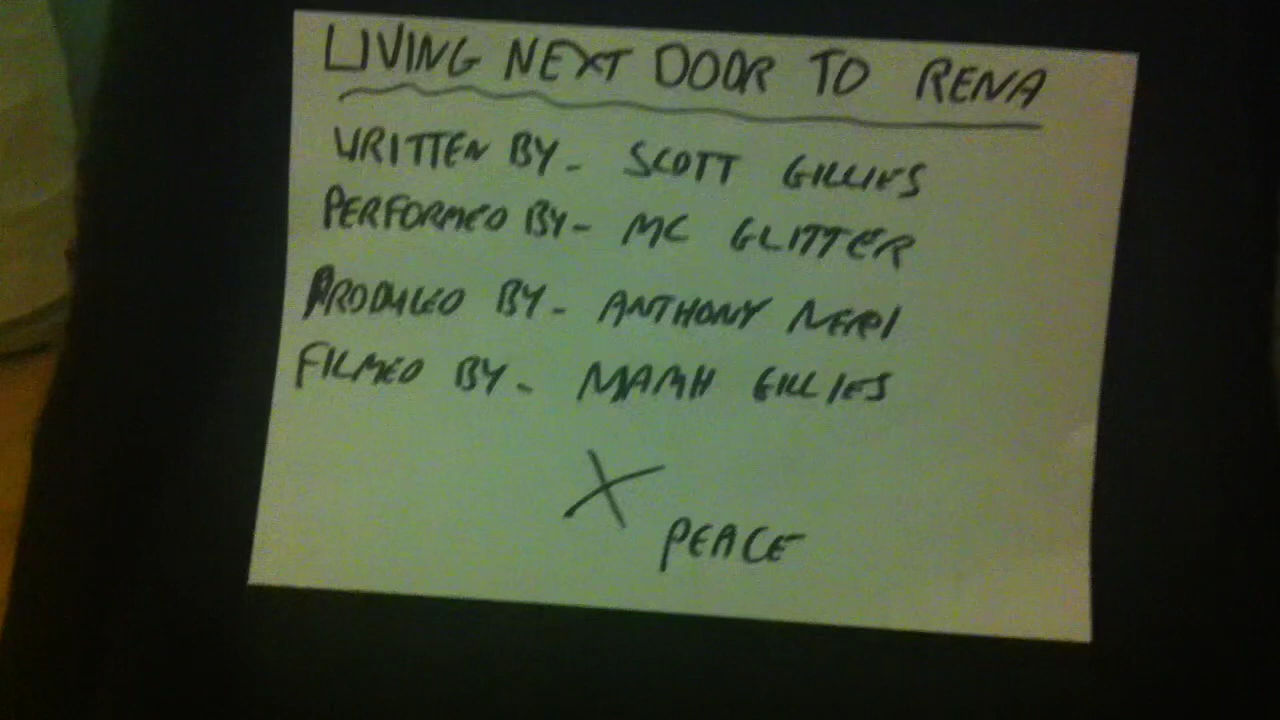 LIVING NEXT DOOR TO RENA
WRITTEN BY - SCOTT GILLIES
PERFORMED BY - MC GLITTER
PRODUCED BY - ANTHONY NERI
FILMED BY - GILLIES
X
PEACE